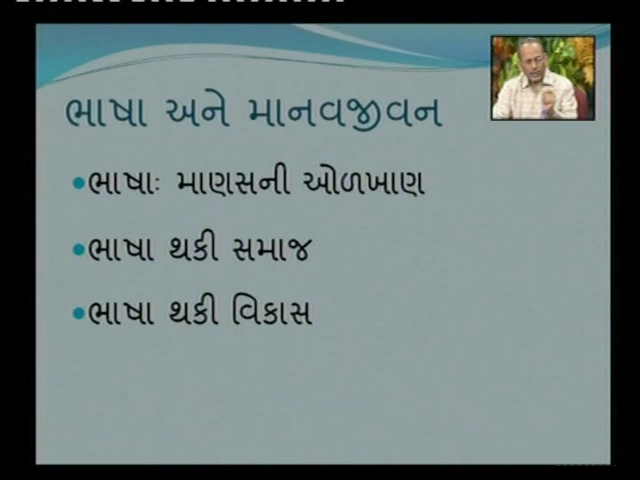 ભાષા અને માનવજીવન
ભાષાઃ માણસની ઓળખાણ
ભાષા થકી સમાજ
ભાષા થકી વિકાસ